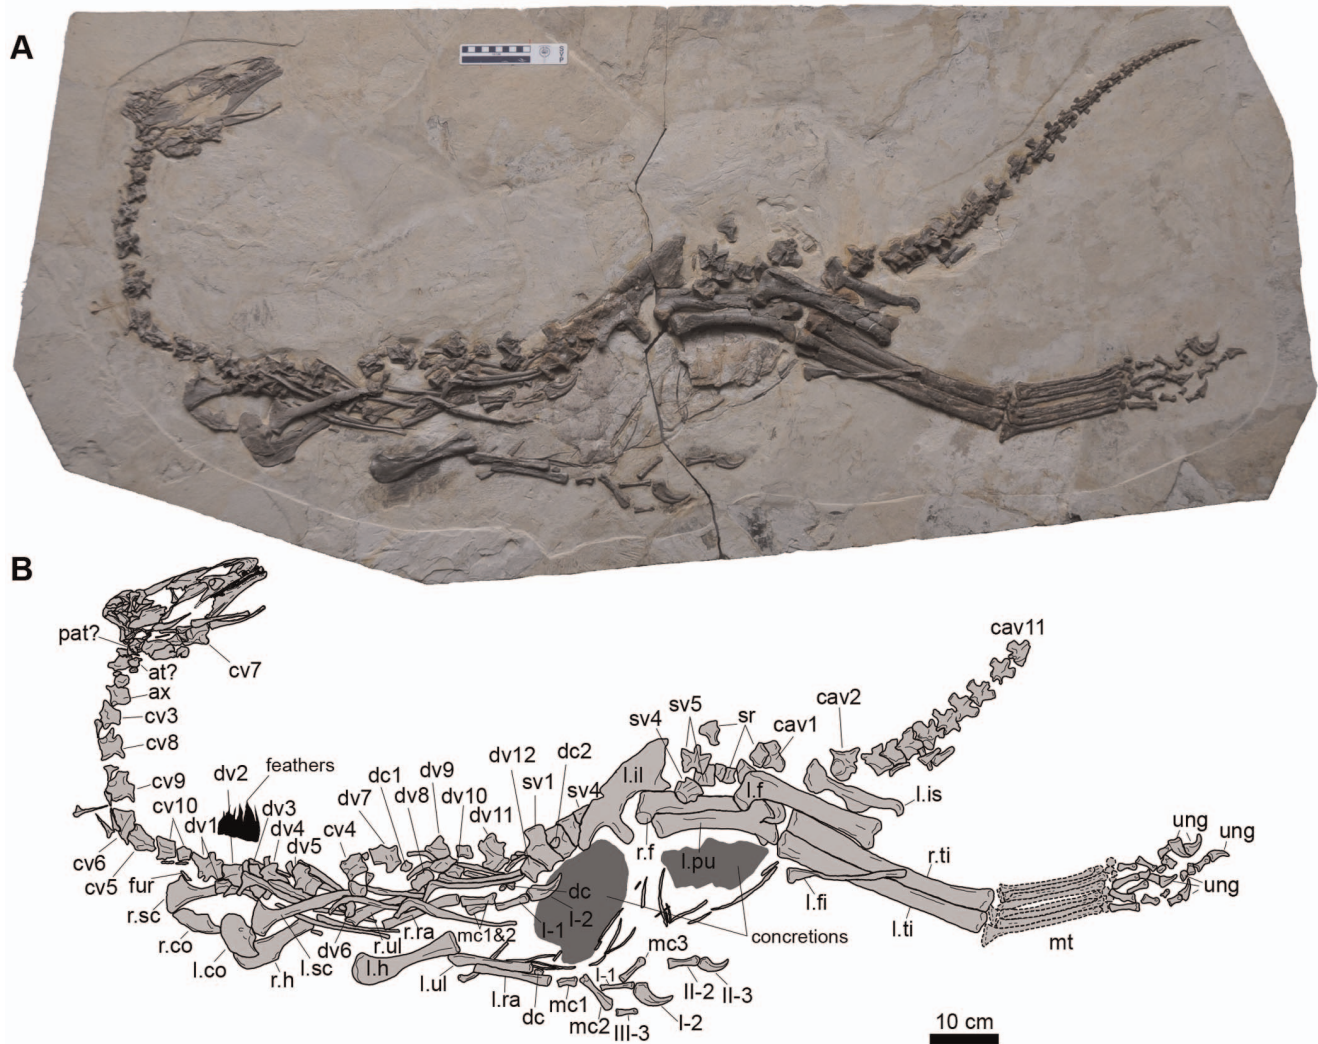 A
B
pat?
at?
ax
cv3
cv8
cv9
cv10
dv1
dv2
feathers
dv3
dv4
dv5
cv4
dv7
dc1
dv8
dv9
dv10
dv11
dv12
sv1
dc2
sv4
l.il
sv4
sv5
sr
cav1
cav2
cav11
cv7
cv6
cv5
fur
r.sc
r.co
l.co
r.h
l.sc
dv6
r.ul
r.ra
mc1&2
l.h
l.ul
l.ra
dc
I-1
I-2
dc
mc1
mc2
III-3
I-1
mc3
II-2
II-3
I-2
r.f
l.pu
l.f
concretions
l.is
l.fi
r.ti
l.ti
mt
ung
ung
ung
10 cm